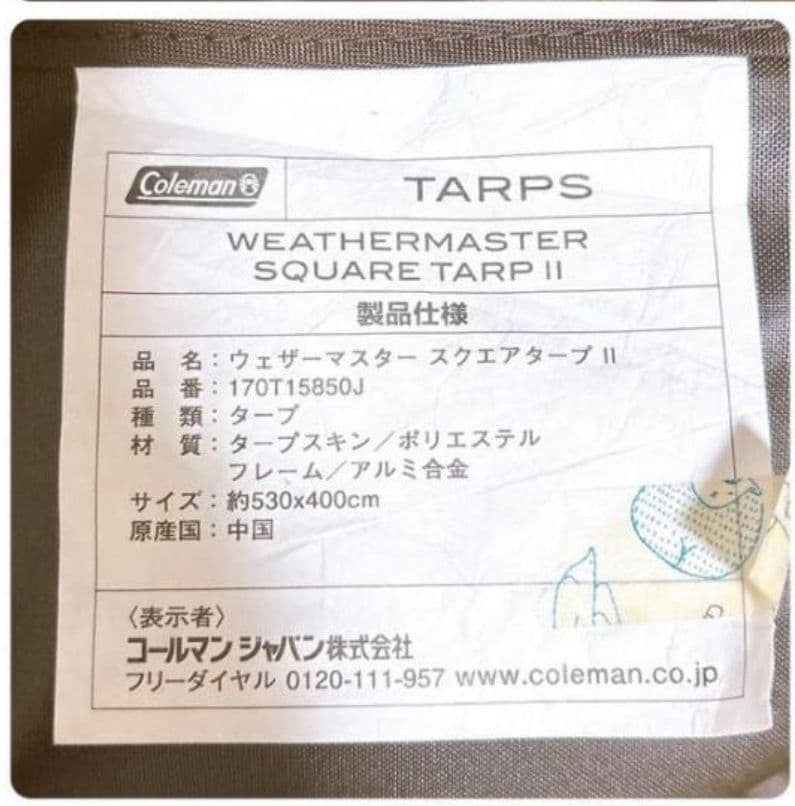 Coleman
TARPS
WEATHERMASTER
SQUARE TARP II
製品仕様
品　名：ウェザーマスター スクエアタープ II
品　番：170T15850J
種　類：タープ
材　質：タープスキン／ポリエステル
フレーム／アルミ合金
サイズ：約530x400cm
原産国：中国
〈表示者〉
コールマン ジャパン株式会社
フリーダイヤル 0120-111-957 www.coleman.co.jp